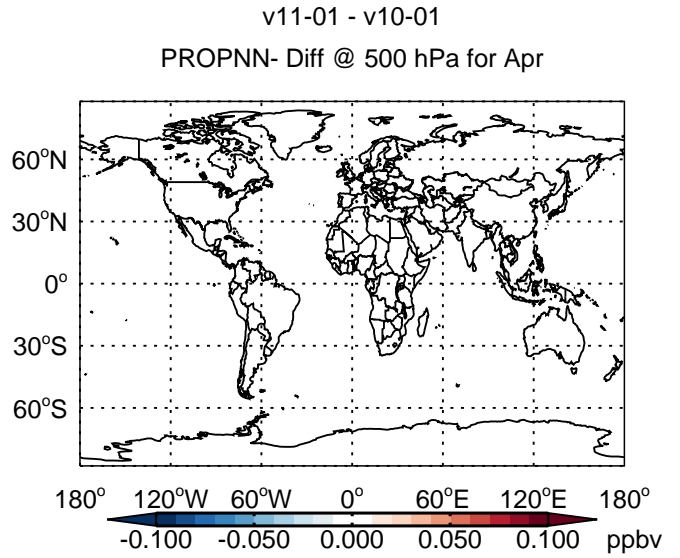 v11-01 - v10-01
PROPNN- Diff @ 500 hPa for Apr
60°N
30°N
0°
30°S
60°S
180° 120°W 60°W 0° 60°E 120°E 180°
-0.100 -0.050 0.000 0.050 0.100 ppbv